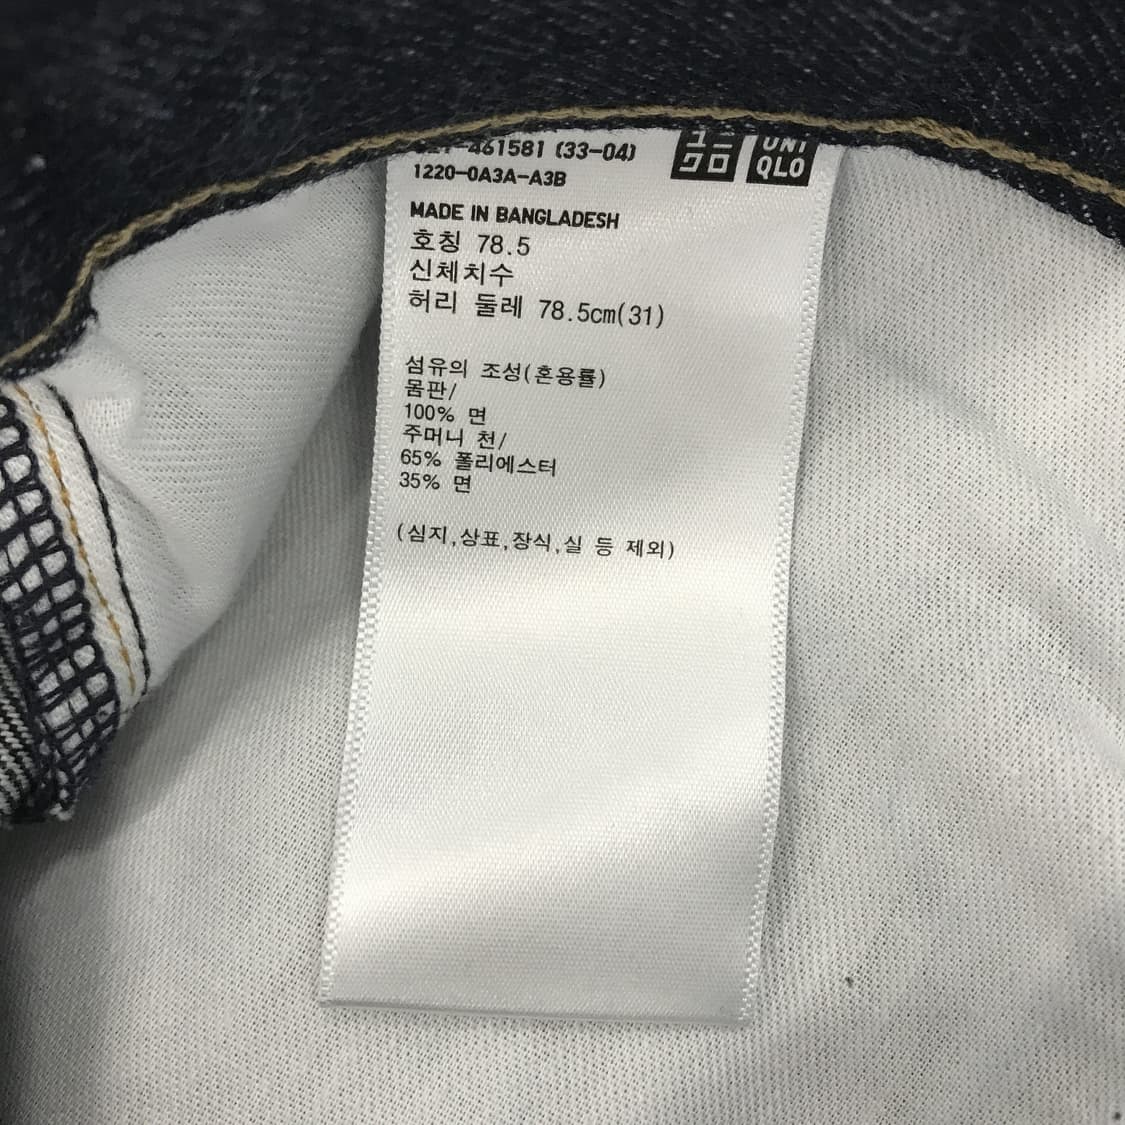 461581 (33-04)
ユニ
クロ
UNI
QLO
1220-0A3A-A3B
MADE IN BANGLADESH
호칭 78.5
신체치수
허리 둘레 78.5cm(31)
섬유의 조성(혼용률)
몸판/
100% 면
주머니 천/
65% 폴리에스터
35% 면
(심지,상표,장식,실 등 제외)